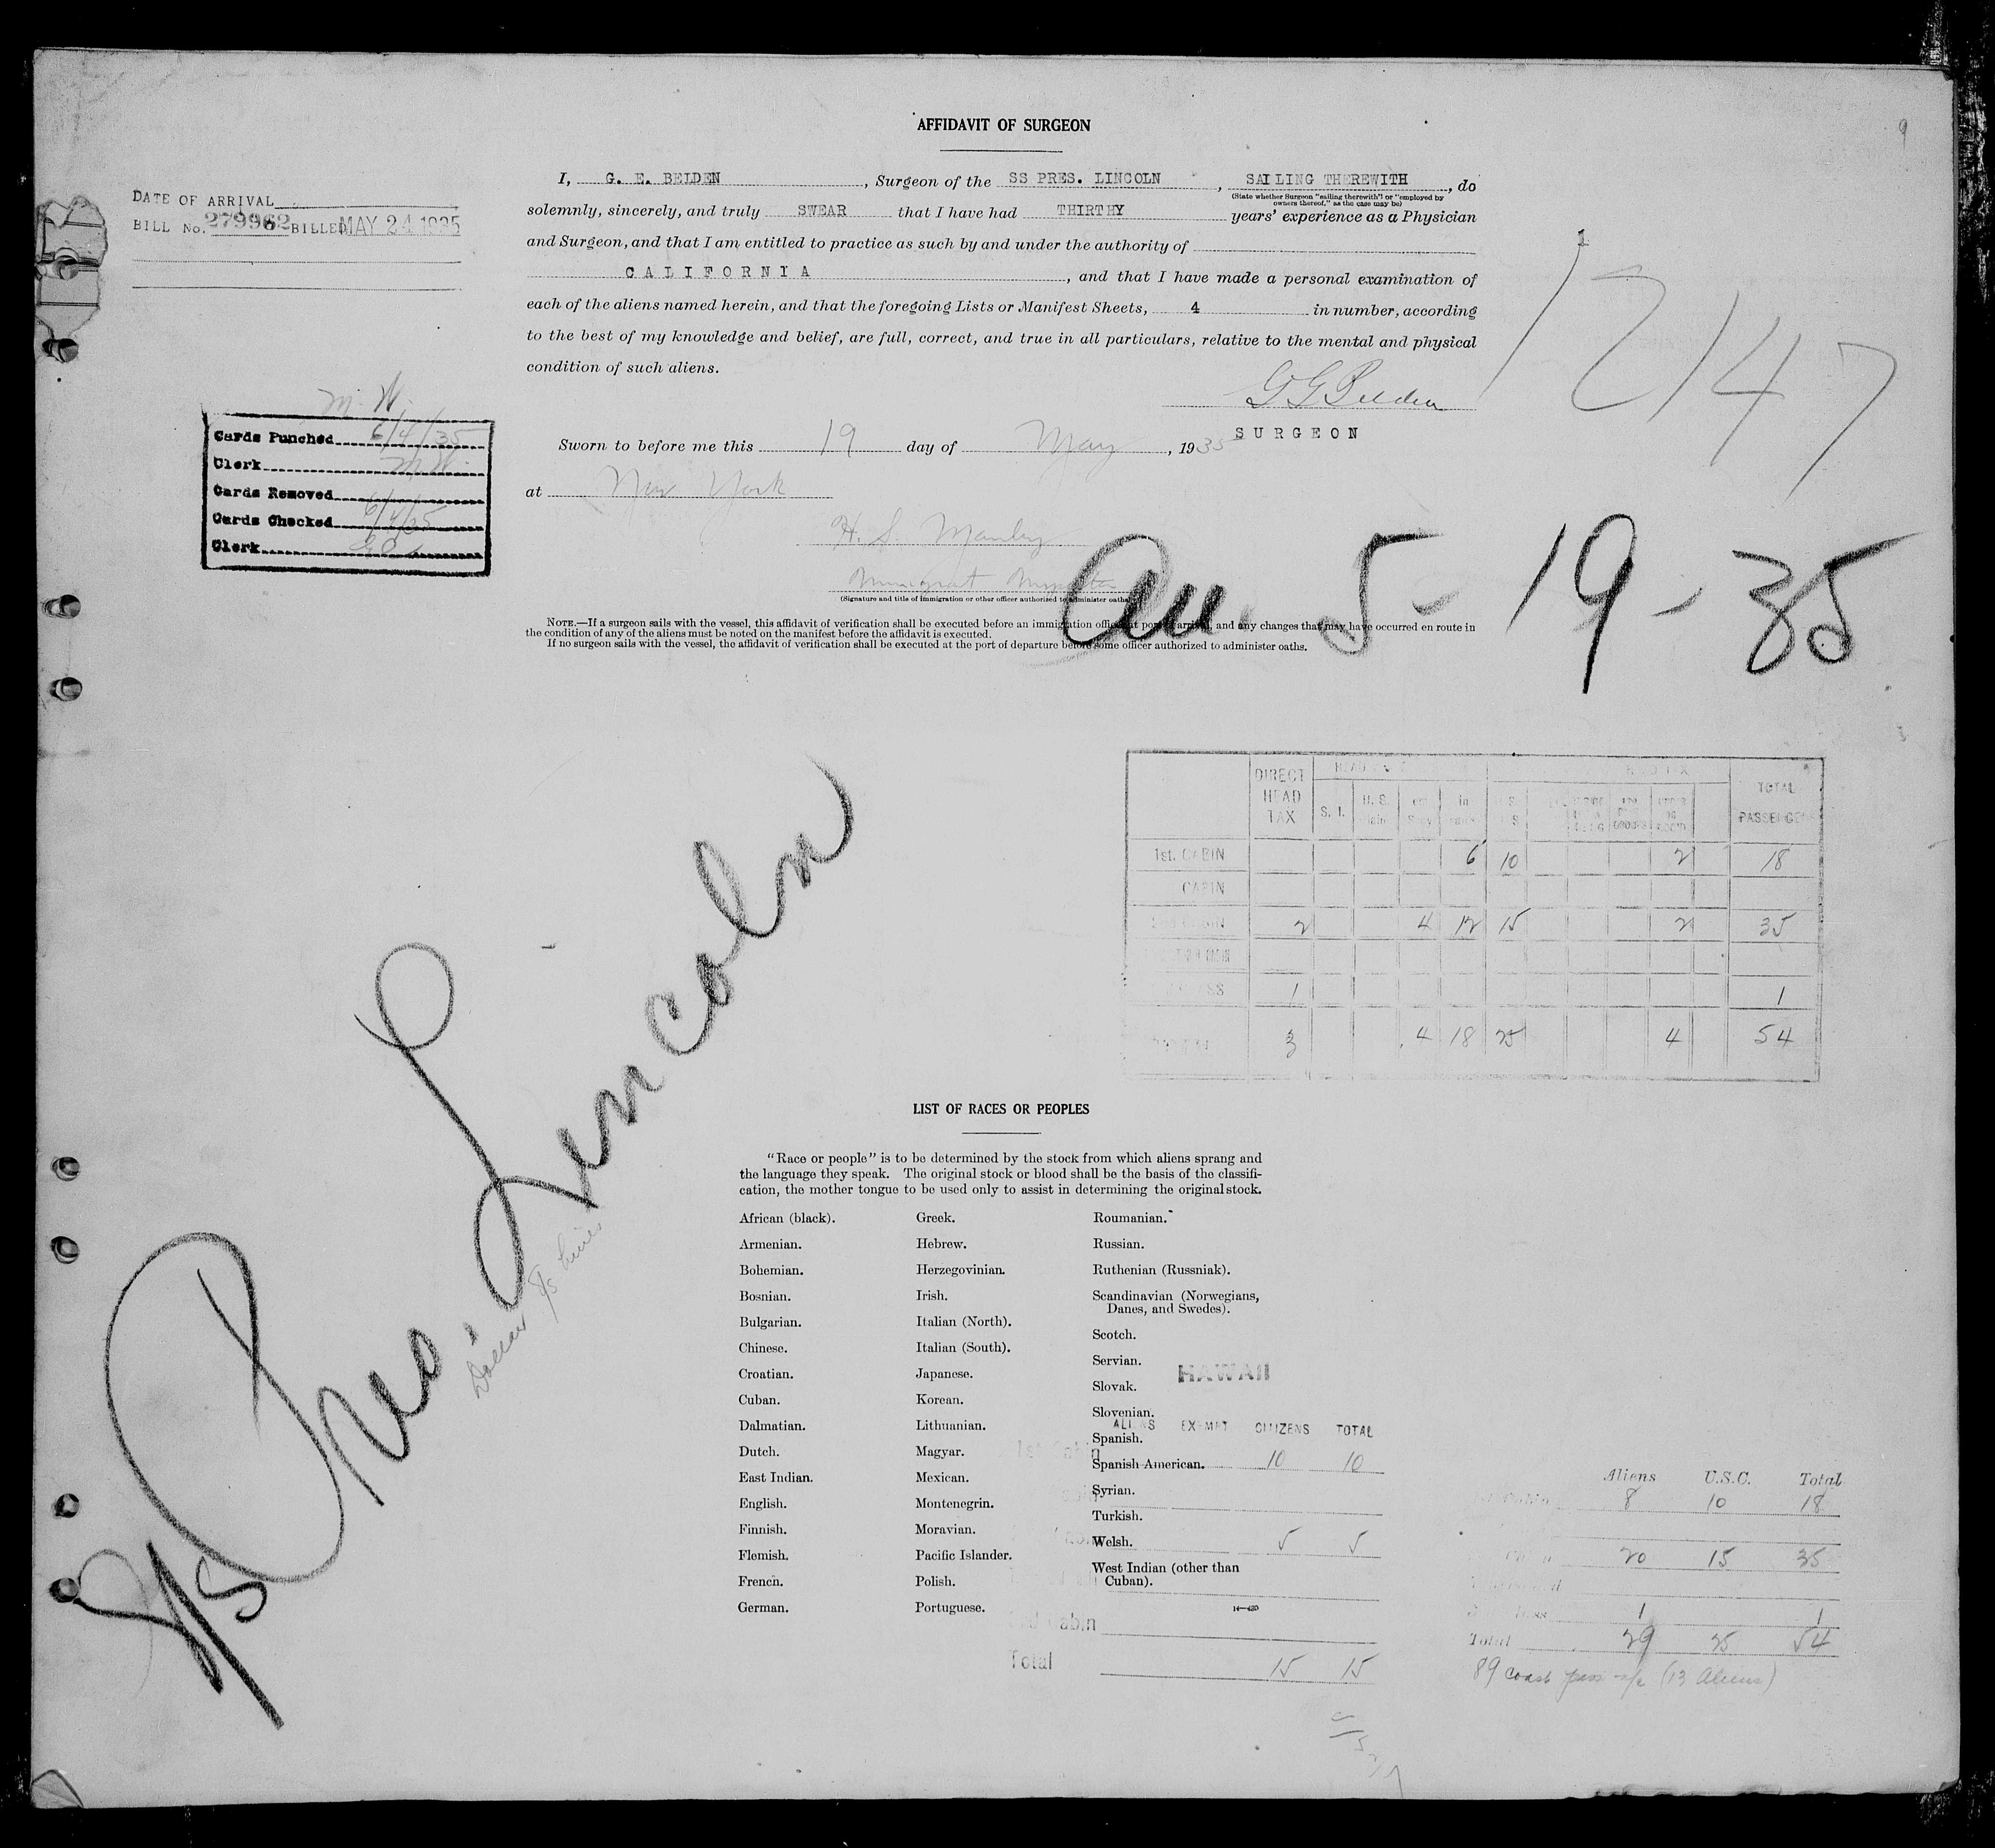 9
AFFIDAVIT OF SURGEON
DATE OF ARRIVAL
BILL No. 279962 BILLED MAY 24 1935
I, G. E. BELDEN, Surgeon of the SS PRES. LINCOLN, SAILING THEREWITH, do
(State whether Surgeon "sailing therewith" or "employed by
owners thereof," as the case may be)
solemnly, sincerely, and truly SWEAR that I have had THIRTHY years' experience as a Physician
and Surgeon, and that I am entitled to practice as such by and under the authority of
CALIFORNIA, and that I have made a personal examination of
each of the aliens named herein, and that the foregoing Lists or Manifest Sheets, 4 in number, according
to the best of my knowledge and belief, are full, correct, and true in all particulars, relative to the mental and physical
condition of such aliens.
SURGEON
12147
Sworn to before me this 19 day of May, 1935
at New York
H. S. Manley
Immigrant Inspector
(Signature and title of immigration or other officer authorized to administer oaths)
M. W.
Cards Punched 6/4/35
Clerk M. W.
Cards Removed
Cards Checked 6/4/35
Clerk
Arr. 5-19-35
NOTE.—If a surgeon sails with the vessel, this affidavit of verification shall be executed before an immigration officer at port of arrival, and any changes that may have occurred en route in
the condition of any of the aliens must be noted on the manifest before the affidavit is executed.
If no surgeon sails with the vessel, the affidavit of verification shall be executed at the port of departure before some officer authorized to administer oaths.
DIRECT HEAD TAX S. I. U. S. in TOTAL PASSENGERS
1st. CABIN 6 10 2 18
CABIN
2 4 12 15 2 35
1 1
3 4 18 25 4 54
S/S Pres. Lincoln
Dollar S/S Lines
LIST OF RACES OR PEOPLES
"Race or people" is to be determined by the stock from which aliens sprang and
the language they speak. The original stock or blood shall be the basis of the classifi-
cation, the mother tongue to be used only to assist in determining the original stock.
African (black).
Armenian.
Bohemian.
Bosnian.
Bulgarian.
Chinese.
Croatian.
Cuban.
Dalmatian.
Dutch.
East Indian.
English.
Finnish.
Flemish.
French.
German.
Greek.
Hebrew.
Herzegovinian.
Irish.
Italian (North).
Italian (South).
Japanese.
Korean.
Lithuanian.
Magyar.
Mexican.
Montenegrin.
Moravian.
Pacific Islander.
Polish.
Portuguese.
Roumanian.
Russian.
Ruthenian (Russniak).
Scandinavian (Norwegians,
Danes, and Swedes).
Scotch.
Servian.
Slovak.
Slovenian.
Spanish.
Spanish American.
Syrian.
Turkish.
Welsh.
West Indian (other than
Cuban).
14—420
HAWAII
ALIENS EXEMPT CITIZENS TOTAL
1st Cabin 10 10
5 5
Cabin
Total 15 15
Aliens U.S.C. Total
Cabin 8 10 18
20 15 35
1 1
Total 29 25 54
89 coast pass (13 Aliens)